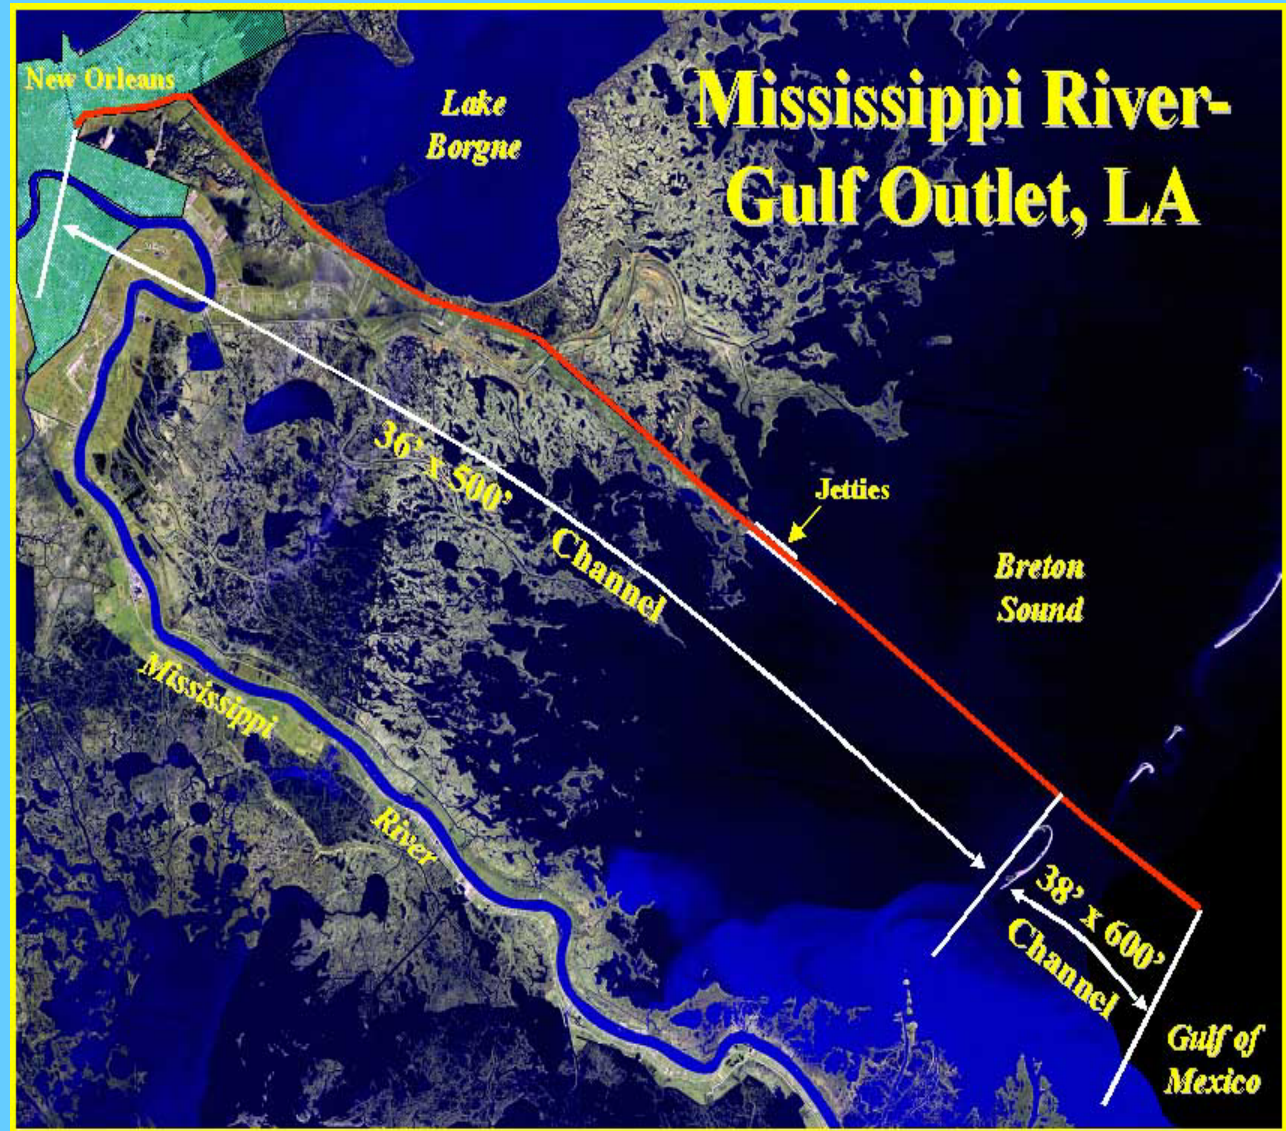 New Orleans
Lake
Borgne
Mississippi River-
Gulf Outlet, LA
36' x 500'
Channel
Jetties
Breton
Sound
Mississippi
River
38' x 600'
Channel
Gulf of
Mexico